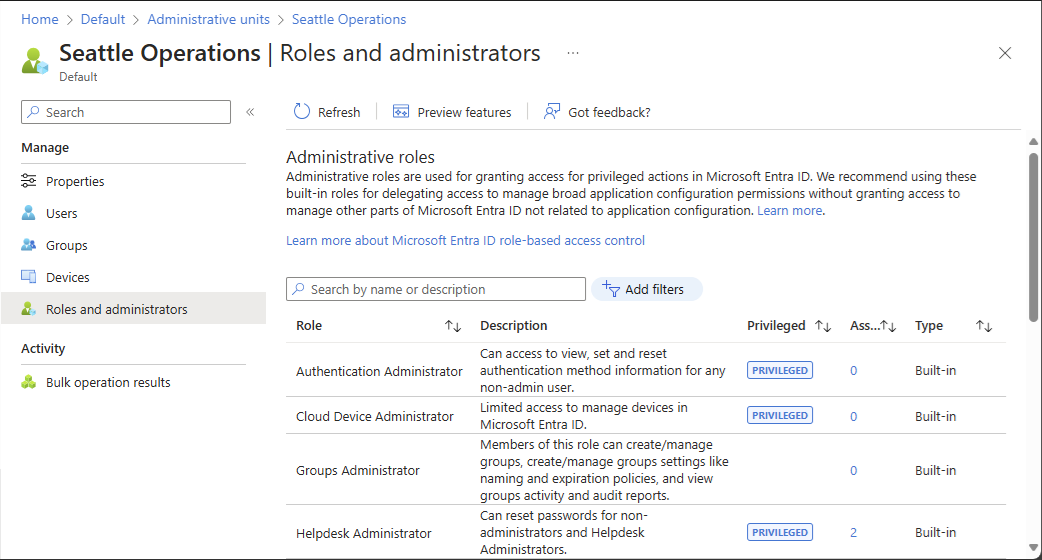 Home > Default > Administrative units > Seattle Operations
Seattle Operations | Roles and administrators ...
Default
Search «
Refresh
Preview features
Got feedback?
Manage
Properties
Users
Groups
Devices
Roles and administrators
Activity
Bulk operation results
Administrative roles
Administrative roles are used for granting access for privileged actions in Microsoft Entra ID. We recommend using these
built-in roles for delegating access to manage broad application configuration permissions without granting access to
manage other parts of Microsoft Entra ID not related to application configuration. Learn more.
Learn more about Microsoft Entra ID role-based access control
Search by name or description
Add filters
Role Description Privileged Ass... Type
Authentication Administrator
Can access to view, set and reset
authentication method information for any
non-admin user.
PRIVILEGED 0 Built-in
Cloud Device Administrator
Limited access to manage devices in
Microsoft Entra ID.
PRIVILEGED 0 Built-in
Groups Administrator
Members of this role can create/manage
groups, create/manage groups settings like
naming and expiration policies, and view
groups activity and audit reports.
0 Built-in
Helpdesk Administrator
Can reset passwords for non-
administrators and Helpdesk
Administrators.
PRIVILEGED 2 Built-in